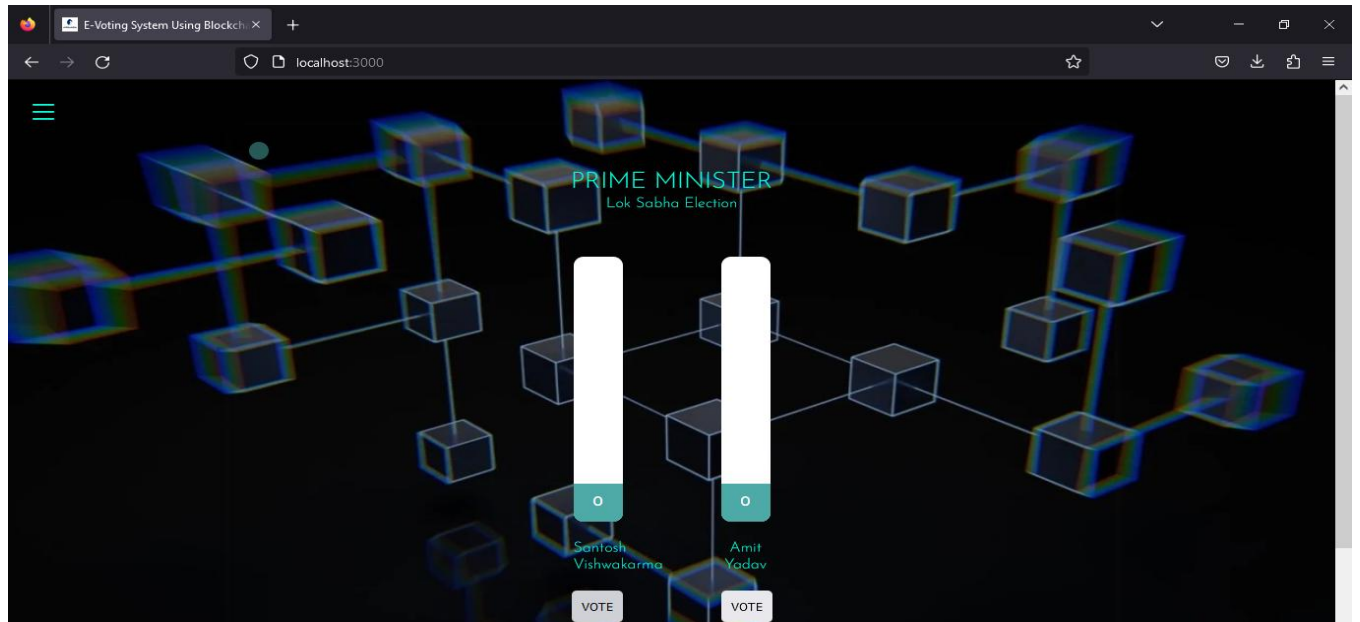 E-Voting System Using Blockch
localhost:3000
PRIME MINISTER
Lok Sabha Election
0 0
Santosh Amit
Vishwakarma Yadav
VOTE VOTE